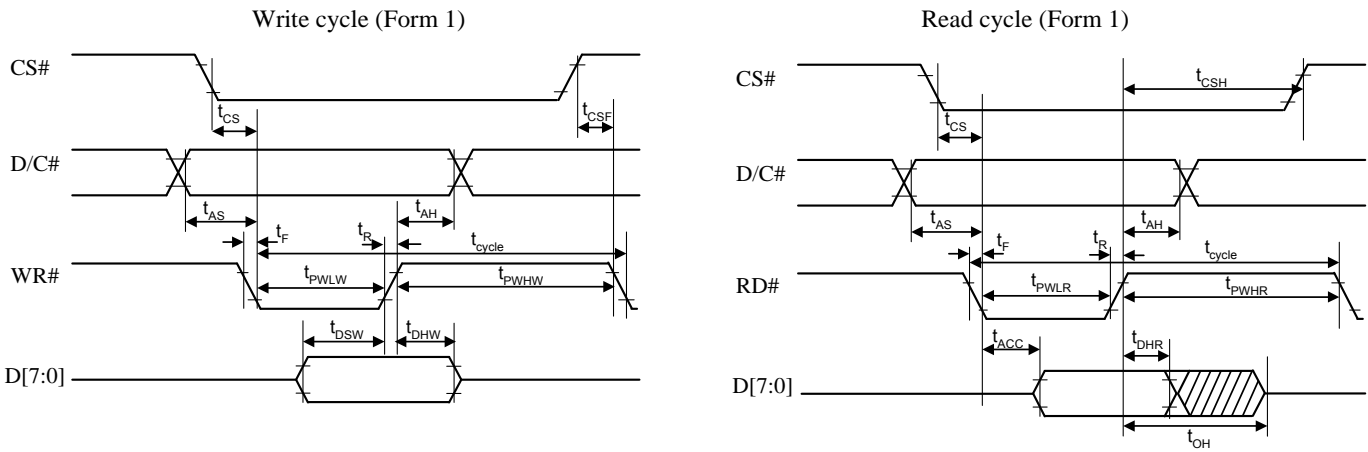 Write cycle (Form 1)
CS#
tCS
tCSF
D/C#
tAS
tAH
tF
tR
tcycle
WR#
tPWLW
tPWHW
tDSW
tDHW
D[7:0]
Read cycle (Form 1)
CS#
tCSH
tCS
D/C#
tAS
tAH
tF
tR
tcycle
RD#
tPWLR
tPWHR
tACC
tDHR
D[7:0]
tOH